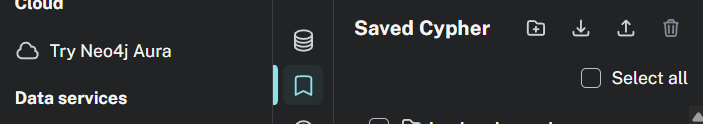 Cloud
Try Neo4j Aura
Data services
Saved Cypher
Select all